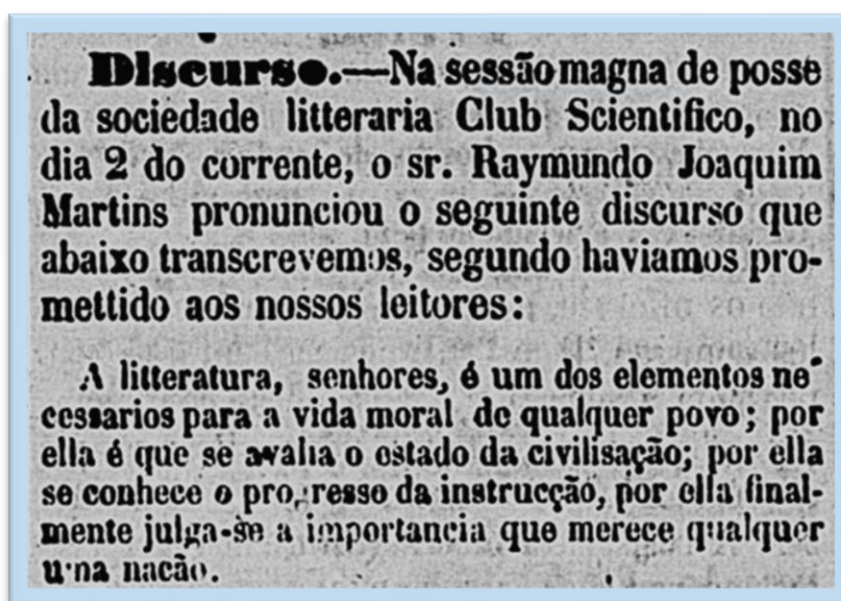 Discurso.—Na sessão magna de posse
da sociedade litteraria Club Scientifico, no
dia 2 do corrente, o sr. Raymundo Joaquim
Martins pronunciou o seguinte discurso que
abaixo transcrevemos, segundo haviamos pro-
mettido aos nossos leitores:
A litteratura, senhores, é um dos elementos ne-
cessarios para a vida moral de qualquer povo; por
ella é que se avalia o estado da civilisação; por ella
se conhece o progresso da instrucção, por ella final-
mente julga-se a importancia que merece qualquer
uma nacão.